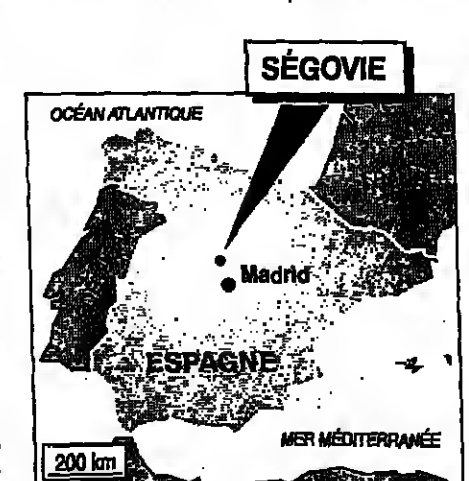 SÉGOVIE
OCÉAN ATLANTIQUE
Madrid
ESPAGNE
MER MÉDITERRANÉE
200 km